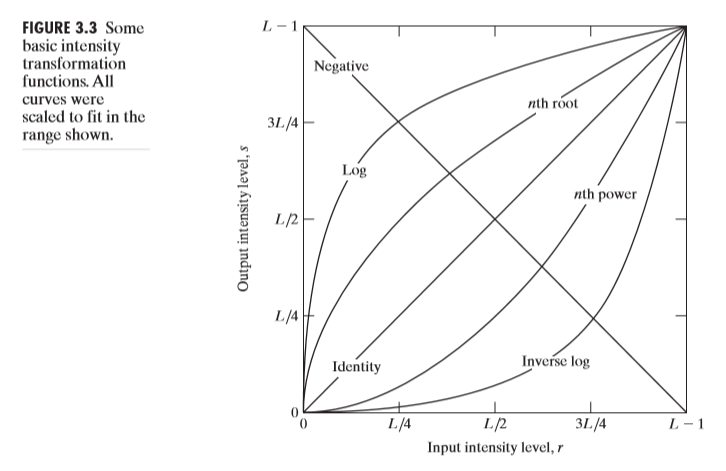 FIGURE 3.3 Some
basic intensity
transformation
functions. All
curves were
scaled to fit in the
range shown.
L − 1
Negative
nth root
3L/4
Log
nth power
L/2
Output intensity level, s
L/4
Inverse log
Identity
0
0
L/4
L/2
3L/4
L − 1
Input intensity level, r